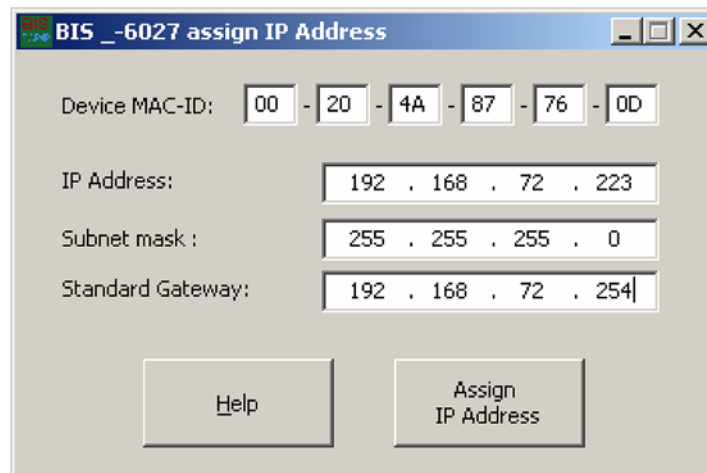 BIS _-6027 assign IP Address
Device MAC-ID: 00 - 20 - 4A - 87 - 76 - 0D
IP Address: 192 . 168 . 72 . 223
Subnet mask : 255 . 255 . 255 . 0
Standard Gateway: 192 . 168 . 72 . 254
Help
Assign
IP Address